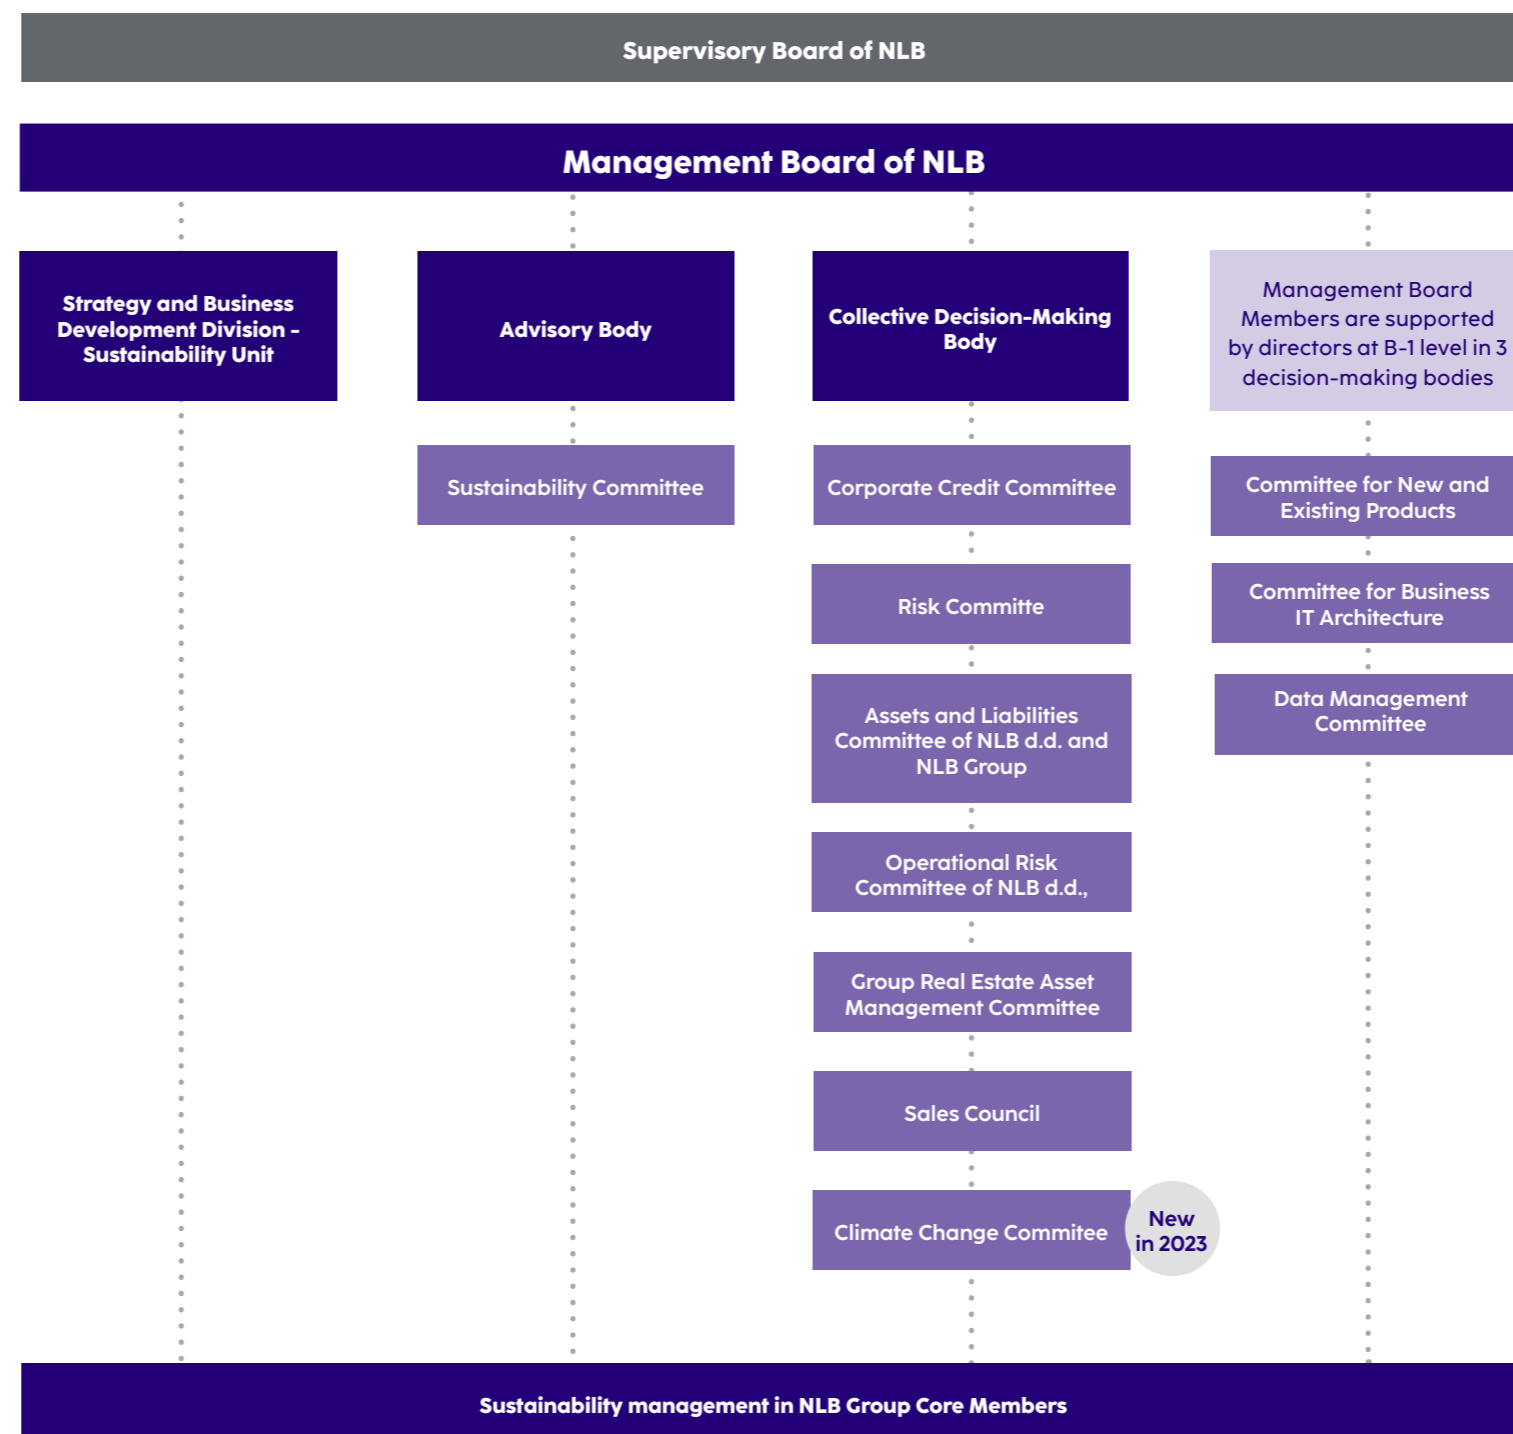 Supervisory Board of NLB
Management Board of NLB
Strategy and Business
Development Division -
Sustainability Unit
Advisory Body
Sustainability Committee
Collective Decision-Making
Body
Corporate Credit Committee
Risk Committe
Assets and Liabilities
Committee of NLB d.d. and
NLB Group
Operational Risk
Committee of NLB d.d.,
Group Real Estate Asset
Management Committee
Sales Council
Climate Change Commitee
New
in 2023
Management Board
Members are supported
by directors at B-1 level in 3
decision-making bodies
Committee for New and
Existing Products
Committee for Business
IT Architecture
Data Management
Committee
Sustainability management in NLB Group Core Members